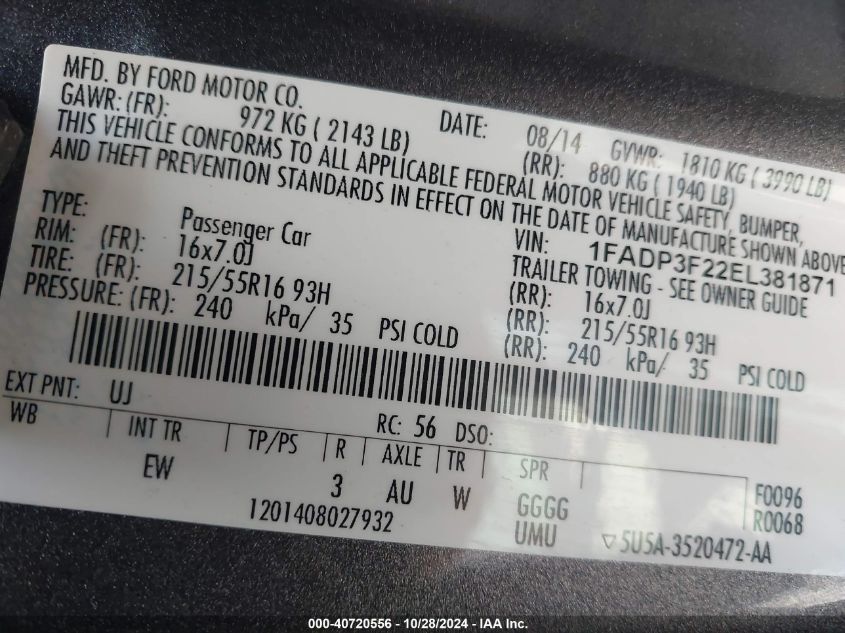 MFD. BY FORD MOTOR CO.
DATE: 08/14 GVWR: 1810 KG ( 3990 LB)
GAWR: (FR): 972 KG ( 2143 LB) (RR): 880 KG ( 1940 LB)
THIS VEHICLE CONFORMS TO ALL APPLICABLE FEDERAL MOTOR VEHICLE SAFETY, BUMPER,
AND THEFT PREVENTION STANDARDS IN EFFECT ON THE DATE OF MANUFACTURE SHOWN ABOVE
VIN: 1FADP3F22EL381871
TYPE: Passenger Car TRAILER TOWING - SEE OWNER GUIDE
RIM: (FR): 16x7.0J (RR): 16x7.0J
TIRE: (FR): 215/55R16 93H (RR): 215/55R16 93H
PRESSURE: (FR): 240 kPa/ 35 PSI COLD (RR): 240 kPa/ 35 PSI COLD
EXT PNT: UJ RC: 56 DSO:
WB INT TR TP/PS R AXLE TR SPR
EW 3 AU W GGGG F0096
UMU R0068
1201408027932 ▽5U5A-3520472-AA
000-40720556 - 10/28/2024 - IAA Inc.